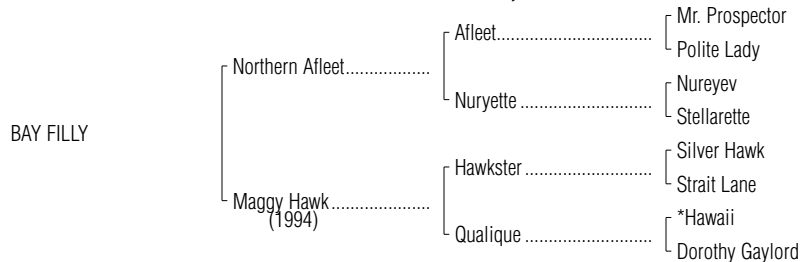 Mr. Prospector
Afleet................................
Polite Lady
Northern Afleet..................
Nureyev
Nuryette ...........................
Stellarette
BAY FILLY
Silver Hawk
Hawkster ..........................
Strait Lane
Maggy Hawk.....................
(1994)
*Hawaii
Qualique ..........................
Dorothy Gaylord